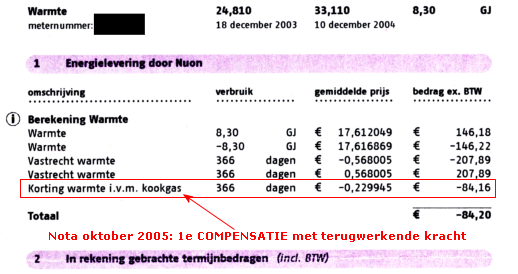 Warmte 24,810 33,110 8,30 GJ
meternummer: 18 december 2003 10 december 2004
1 Energielevering door Nuon
omschrijving verbruik gemiddelde prijs bedrag ex. BTW
i Berekening Warmte
Warmte 8,30 GJ € 17,612049 € 146,18
Warmte −8,30 GJ € 17,616869 € −146,22
Vastrecht warmte 366 dagen € −0,568005 € −207,89
Vastrecht warmte 366 dagen € 0,568005 € 207,89
Korting warmte i.v.m. kookgas 366 dagen € −0,229945 € −84,16
Totaal € −84,20
Nota oktober 2005: 1e COMPENSATIE met terugwerkende kracht
2 In rekening gebrachte termijnbedragen (incl. BTW)